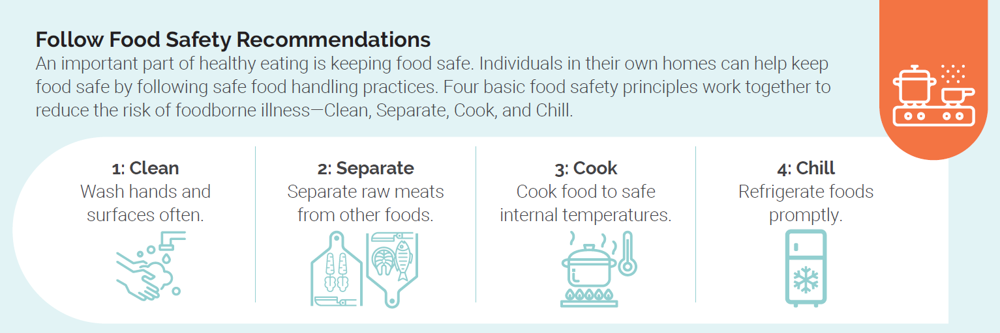 Follow Food Safety Recommendations
An important part of healthy eating is keeping food safe. Individuals in their own homes can help keep
food safe by following safe food handling practices. Four basic food safety principles work together to
reduce the risk of foodborne illness—Clean, Separate, Cook, and Chill.
1: Clean
Wash hands and
surfaces often.
2: Separate
Separate raw meats
from other foods.
3: Cook
Cook food to safe
internal temperatures.
4: Chill
Refrigerate foods
promptly.